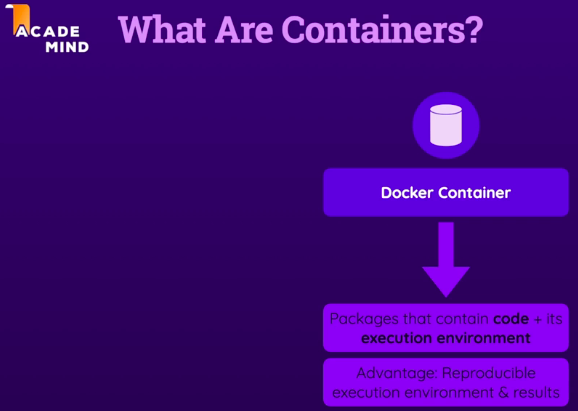 ACADE
MIND
What Are Containers?
Docker Container
Packages that contain code + its
execution environment
Advantage: Reproducible
execution environment & results